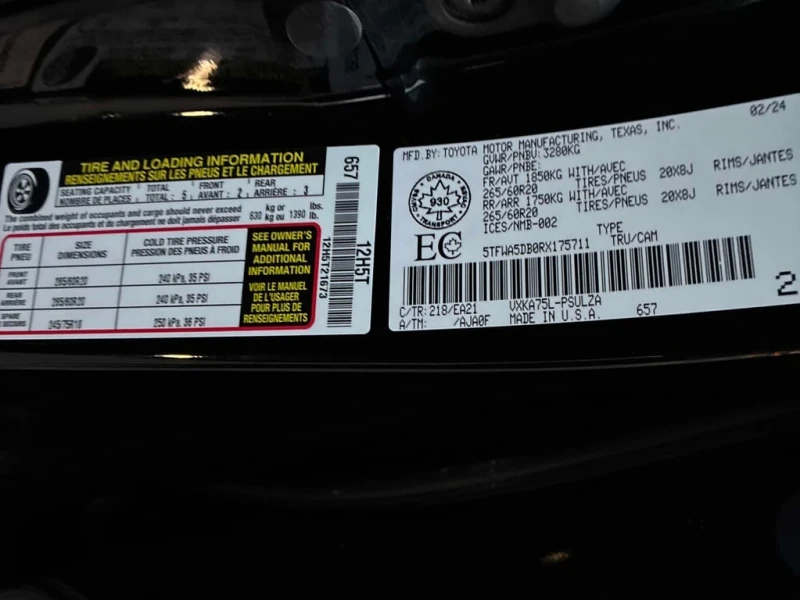 TIRE AND LOADING INFORMATION
RENSEIGNEMENTS SUR LES PNEUS ET LE CHARGEMENT
SEATING CAPACITY TOTAL FRONT REAR
NOMBRE DE PLACES TOTAL : 5 AVANT : 2 ARRIÈRE : 3
The combined weight of occupants and cargo should never exceed 630 kg or 1390 lbs.
Le poids total des occupants et du chargement ne doit jamais dépasser 630 kg ou 1390 lb.
TIRE SIZE COLD TIRE PRESSURE
PNEU DIMENSIONS PRESSION DES PNEUS À FROID
FRONT
AVANT 265/60R20 240 kPa, 35 PSI
REAR
ARRIÈRE 265/60R20 240 kPa, 35 PSI
SPARE
DE SECOURS 245/75R18 250 kPa, 36 PSI
SEE OWNER'S
MANUAL FOR
ADDITIONAL
INFORMATION
VOIR LE MANUEL
DE L'USAGER
POUR PLUS DE
RENSEIGNEMENTS
657
12H5T
12H5T21673
02/24
MFD.BY: TOYOTA MOTOR MANUFACTURING, TEXAS, INC.
GVWR/PNBV: 3280KG
GAWR/PNBE:
FR/AVT 1850KG WITH/AVEC
265/60R20 TIRES/PNEUS 20X8J RIMS/JANTES
RR/ARR 1750KG WITH/AVEC
265/60R20 TIRES/PNEUS 20X8J RIMS/JANTES
ICES/NMB-002
CANADA
930
TRANSPORT
EC
TYPE
5TFWA5DB0RX175711 TRU/CAM
C/TR: 218/EA21 VXKA75L-PSULZA
A/TM: /AJA0F MADE IN U.S.A. 657
2